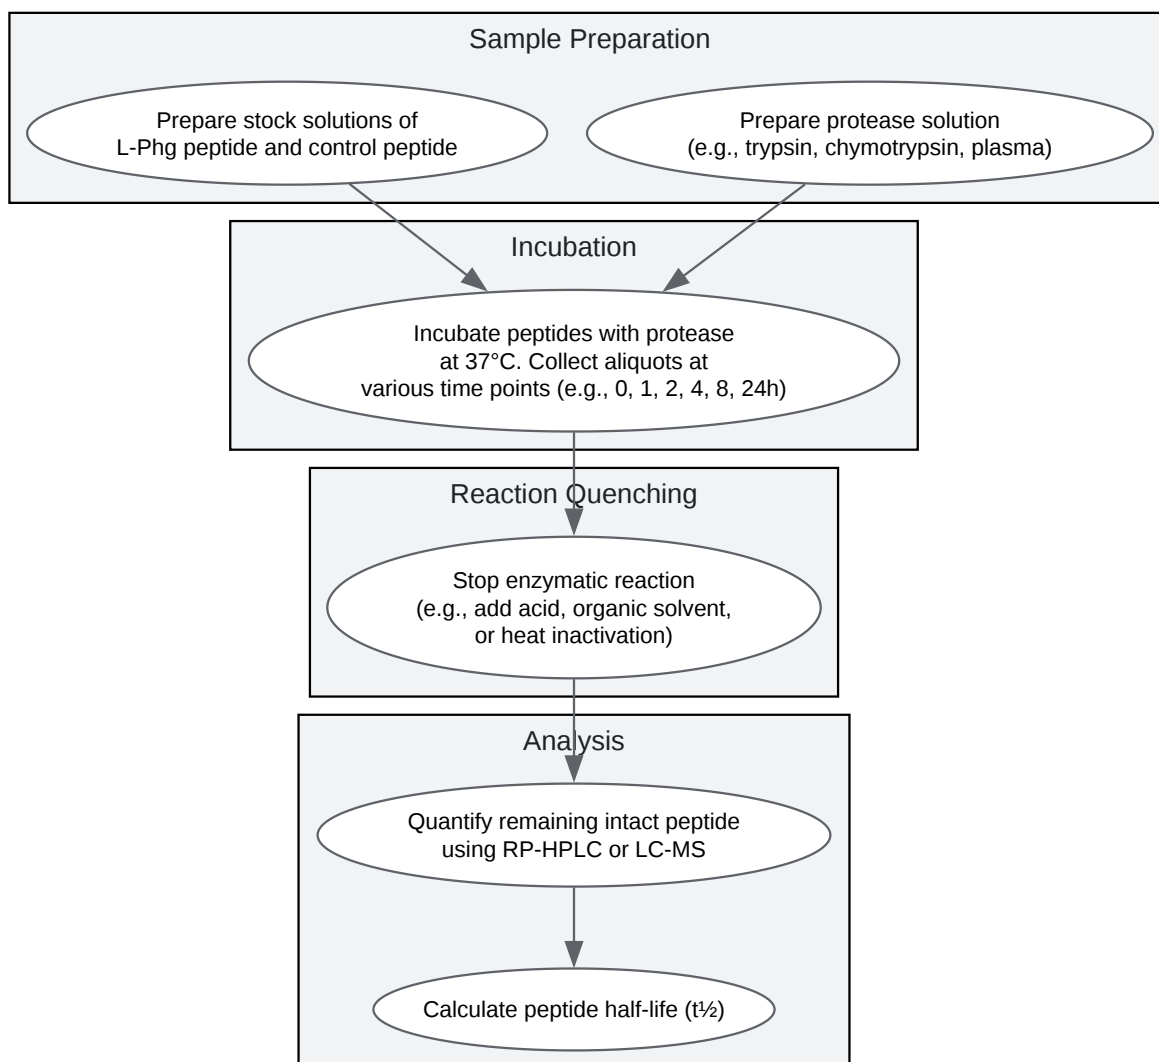 Sample Preparation
Prepare stock solutions of
L-Phg peptide and control peptide
Prepare protease solution
(e.g., trypsin, chymotrypsin, plasma)
Incubation
Incubate peptides with protease
at 37°C. Collect aliquots at
various time points (e.g., 0, 1, 2, 4, 8, 24h)
Reaction Quenching
Stop enzymatic reaction
(e.g., add acid, organic solvent,
or heat inactivation)
Analysis
Quantify remaining intact peptide
using RP-HPLC or LC-MS
Calculate peptide half-life (t½)